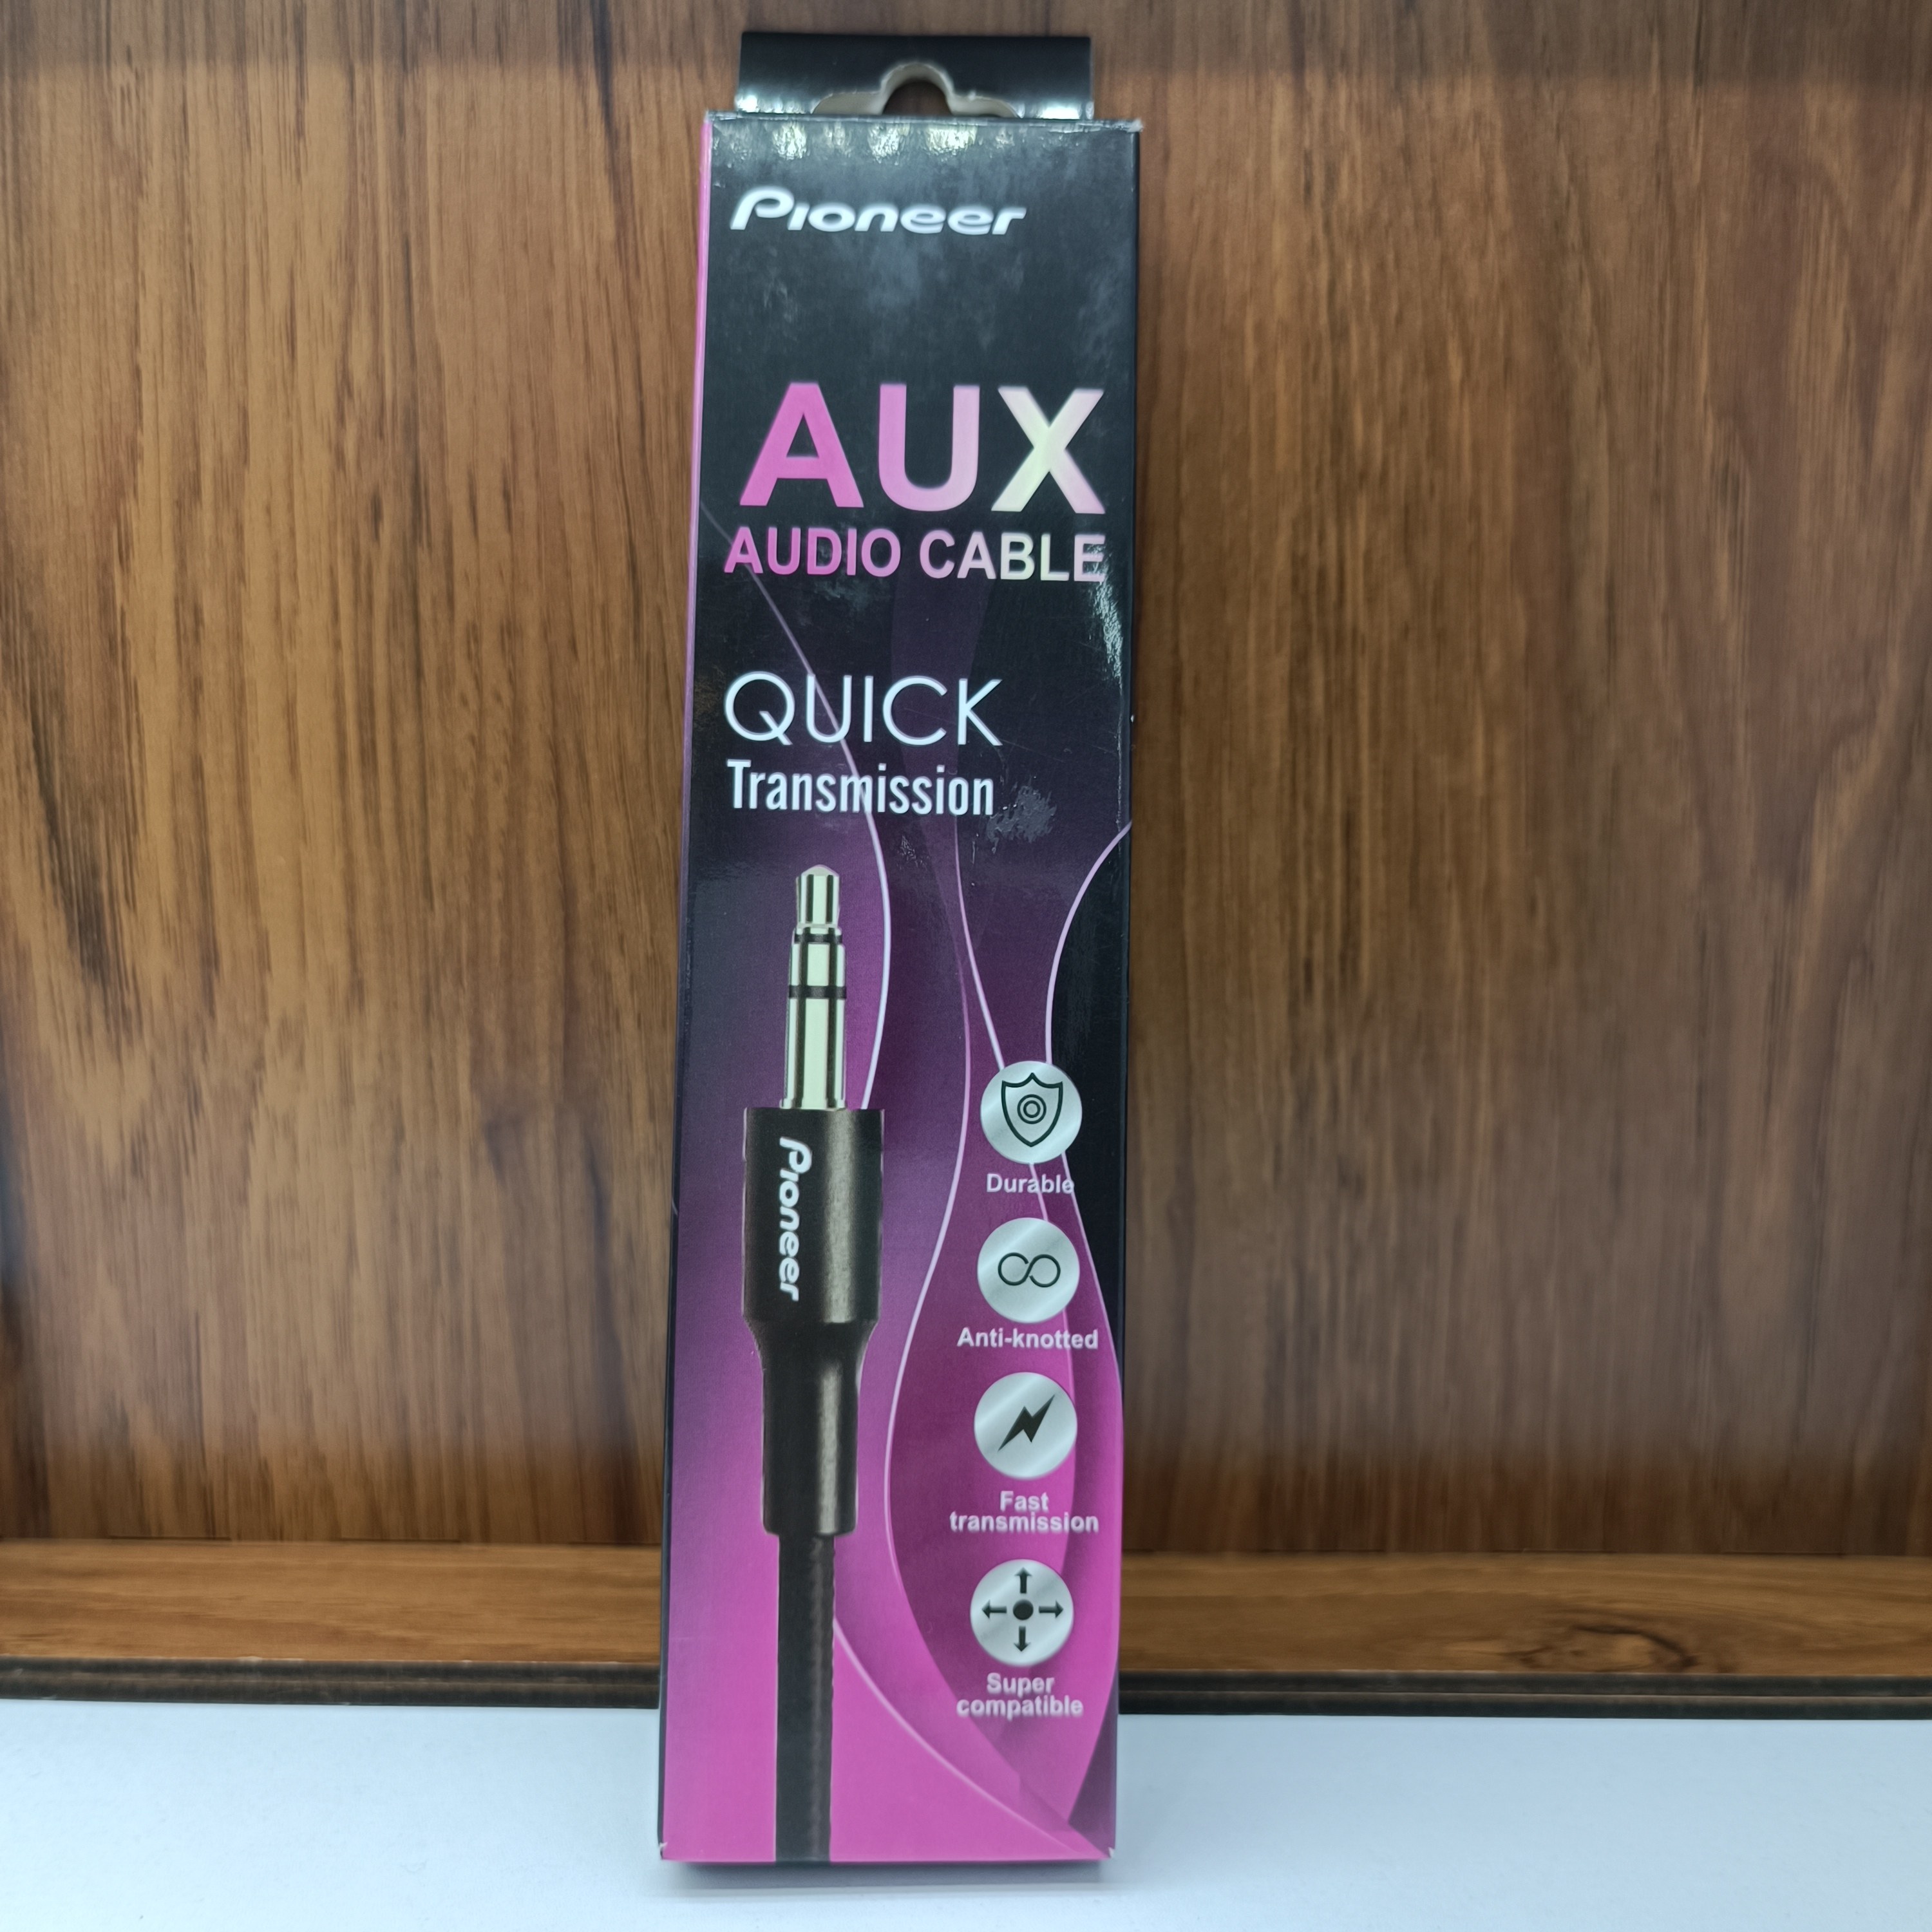 Pioneer
AUX
AUDIO CABLE
QUICK
Transmission
Pioneer
Durable
Anti-knotted
Fast
transmission
Super
compatible